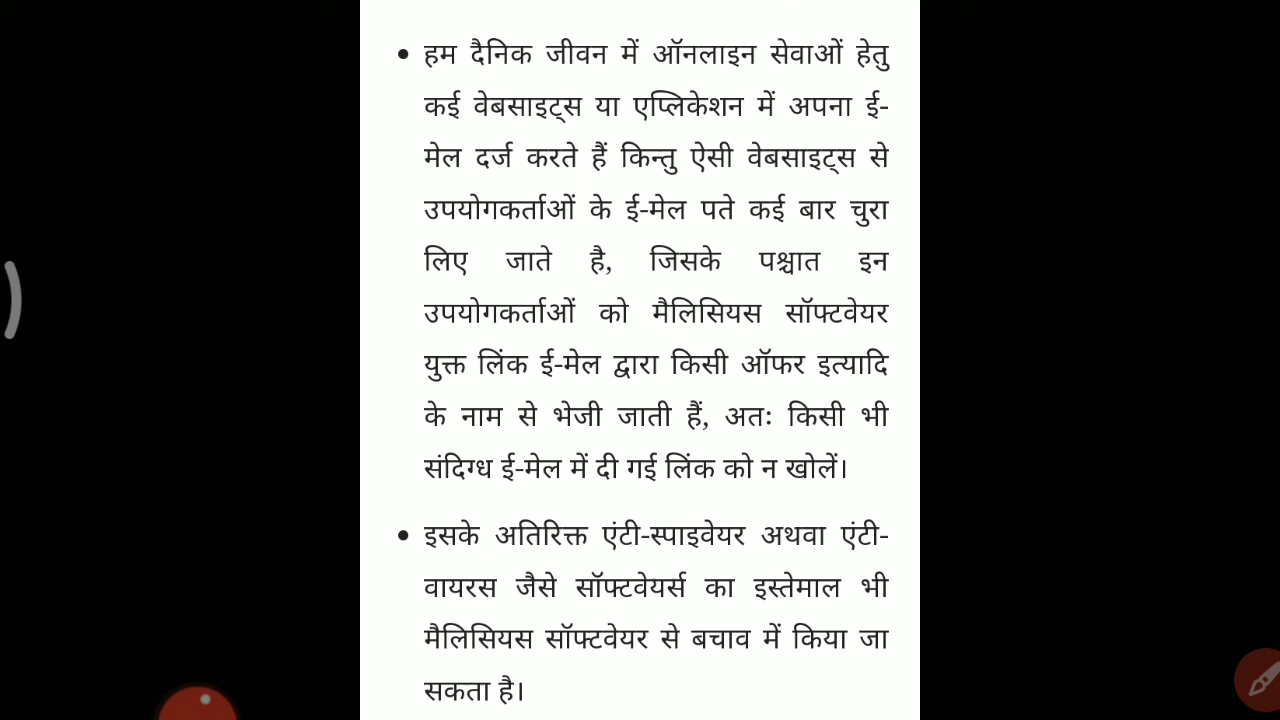 • हम दैनिक जीवन में ऑनलाइन सेवाओं हेतु
कई वेबसाइट्स या एप्लिकेशन में अपना ई-
मेल दर्ज करते हैं किन्तु ऐसी वेबसाइट्स से
उपयोगकर्ताओं के ई-मेल पते कई बार चुरा
लिए जाते है, जिसके पश्चात इन
उपयोगकर्ताओं को मैलिसियस सॉफ्टवेयर
युक्त लिंक ई-मेल द्वारा किसी ऑफर इत्यादि
के नाम से भेजी जाती हैं, अतः किसी भी
संदिग्ध ई-मेल में दी गई लिंक को न खोलें।
• इसके अतिरिक्त एंटी-स्पाइवेयर अथवा एंटी-
वायरस जैसे सॉफ्टवेयर्स का इस्तेमाल भी
मैलिसियस सॉफ्टवेयर से बचाव में किया जा
सकता है।